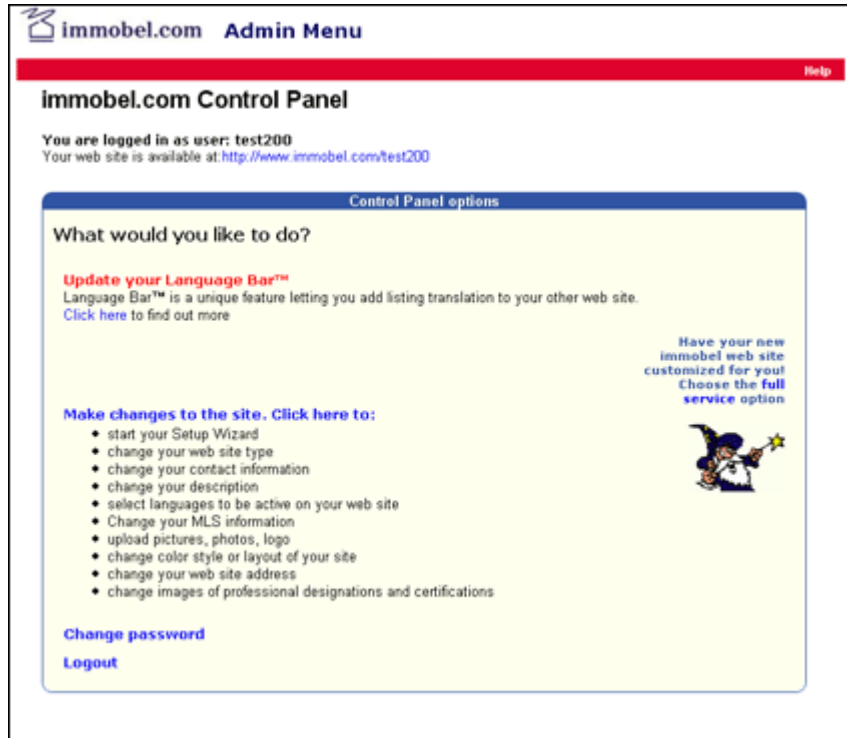 immobel.com Admin Menu
Help
immobel.com Control Panel
You are logged in as user: test200
Your web site is available at:http://www.immobel.com/test200
Control Panel options
What would you like to do?
Update your Language Bar™
Language Bar™ is a unique feature letting you add listing translation to your other web site.
Click here to find out more
Have your new
immobel web site
customized for you!
Choose the full
service option
Make changes to the site. Click here to:
start your Setup Wizard
change your web site type
change your contact information
change your description
select languages to be active on your web site
Change your MLS information
upload pictures, photos, logo
change color style or layout of your site
change your web site address
change images of professional designations and certifications
Change password
Logout